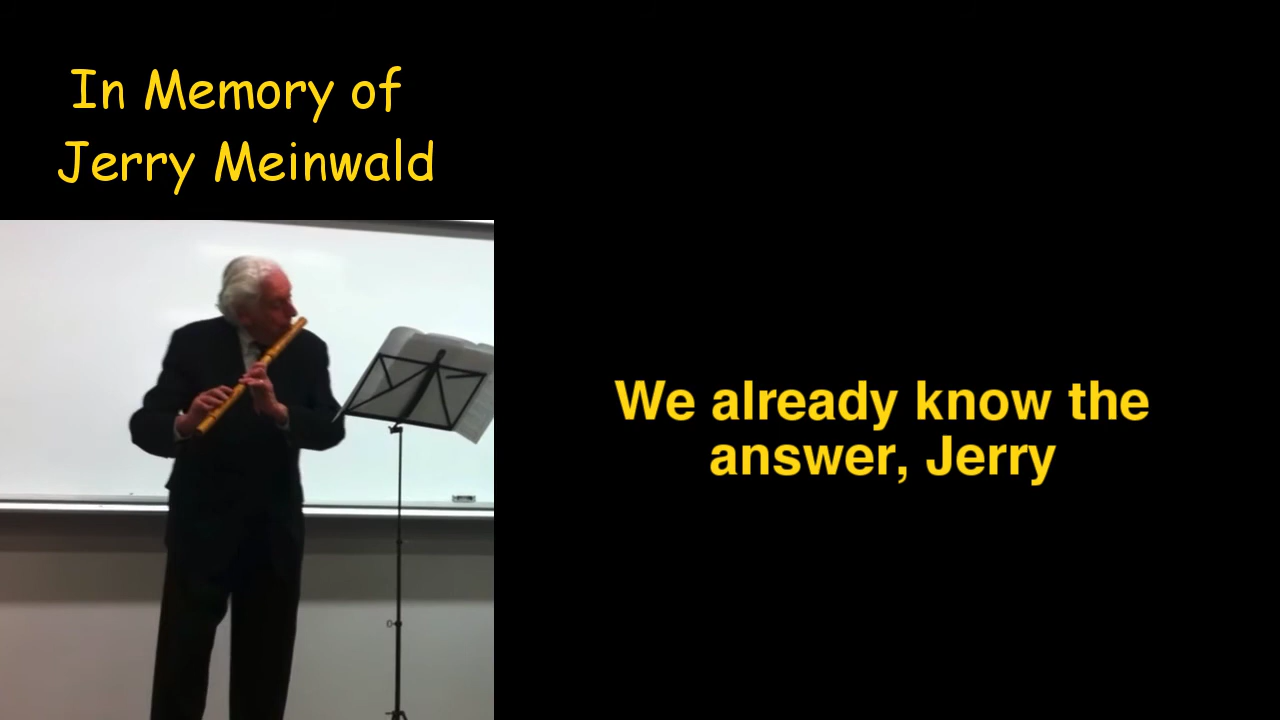 In Memory of
Jerry Meinwald
We already know the
answer, Jerry